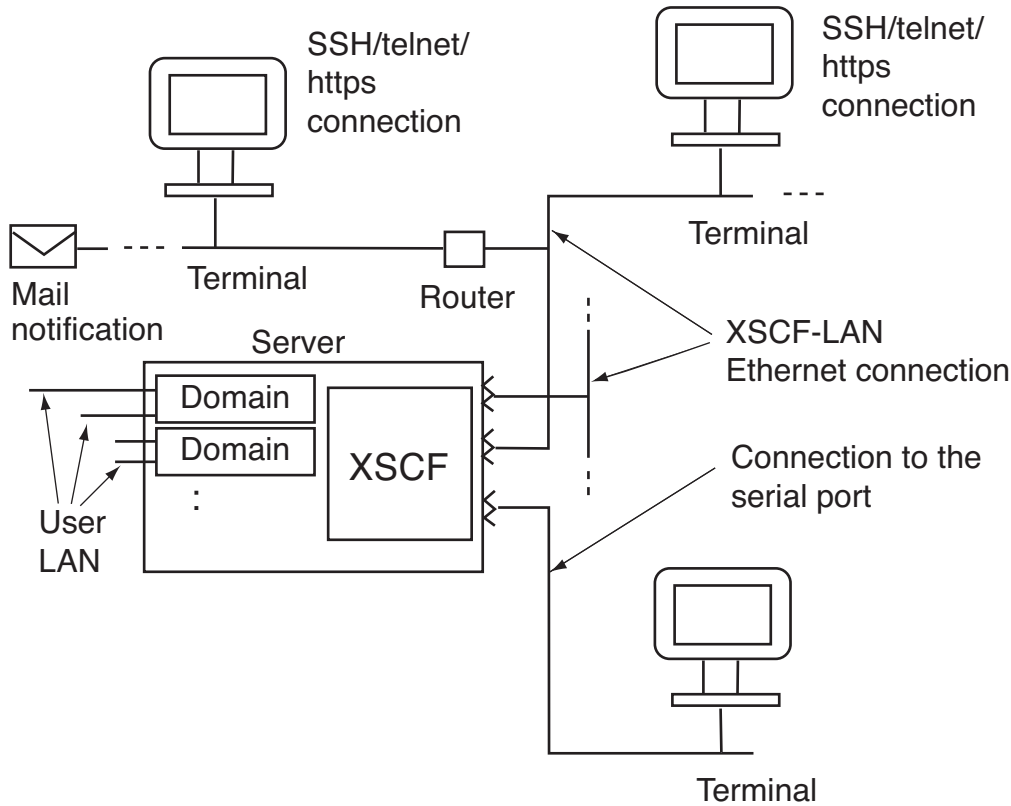 SSH/telnet/
https
connection
SSH/telnet/
https
connection
Terminal
Terminal
Router
Mail
notification
Server
XSCF-LAN
Ethernet connection
Domain
Domain
:
XSCF
User
LAN
Connection to the
serial port
Terminal